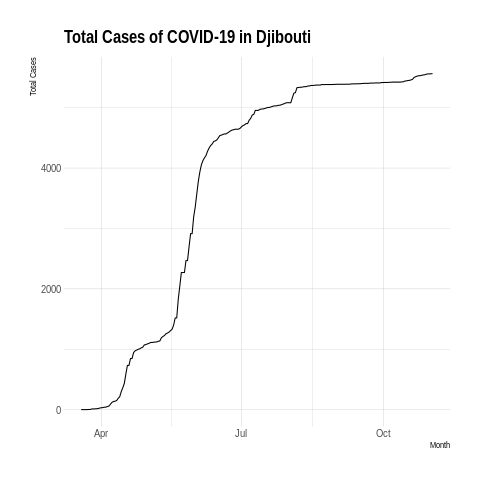 Total Cases of COVID-19 in Djibouti
Total Cases
4000
2000
0
Apr
Jul
Oct
Month